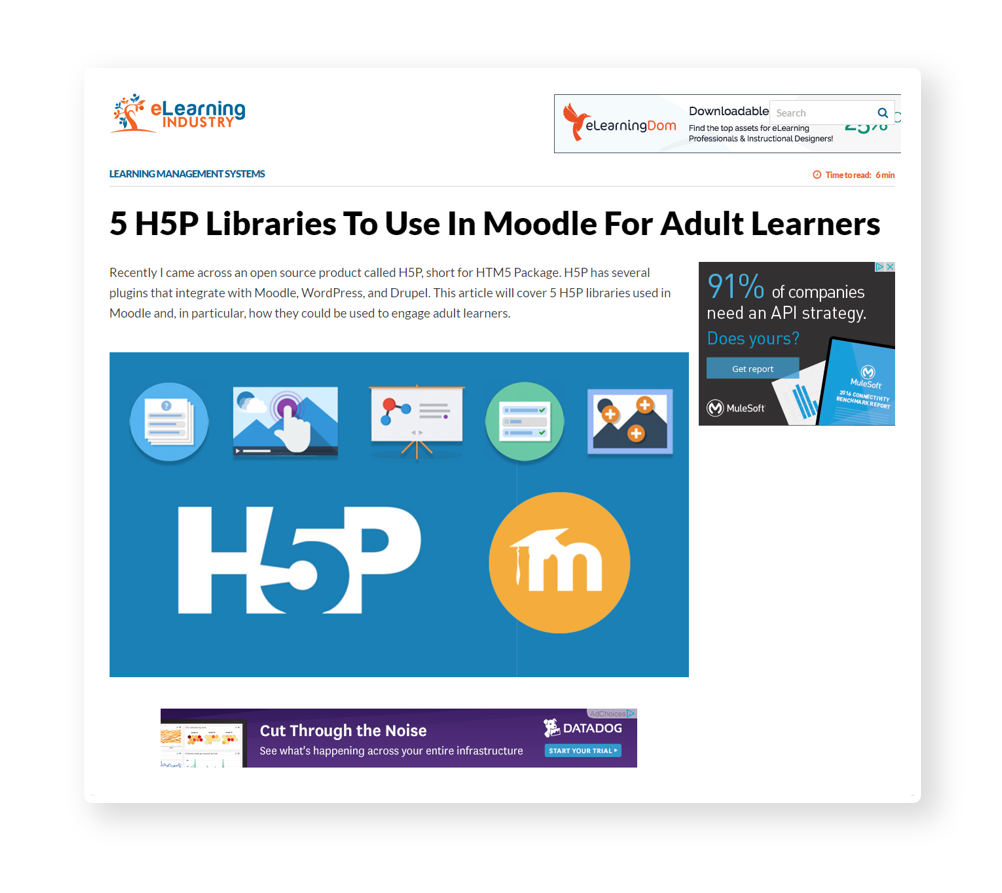 eLearning
INDUSTRY
eLearningDom
Downloadable
Find the top assets for eLearning
Professionals & Instructional Designers!
Search
25%
LEARNING MANAGEMENT SYSTEMS
Time to read: 6 min
5 H5P Libraries To Use In Moodle For Adult Learners
Recently I came across an open source product called H5P, short for HTM5 Package. H5P has several
plugins that integrate with Moodle, WordPress, and Drupel. This article will cover 5 H5P libraries used in
Moodle and, in particular, how they could be used to engage adult learners.
91% of companies
need an API strategy.
Does yours?
Get report
MuleSoft
MuleSoft
2016 CONNECTIVITY
BENCHMARK REPORT
?
H5P
m
AdChoices
Cut Through the Noise
See what's happening across your entire infrastructure
DATADOG
START YOUR TRIAL